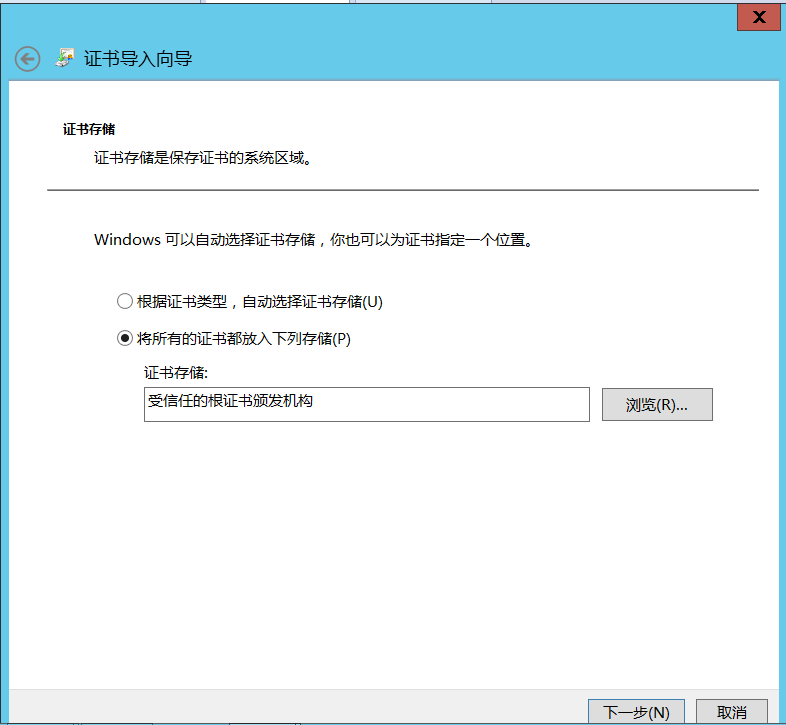 X
证书导入向导
证书存储
证书存储是保存证书的系统区域。
Windows 可以自动选择证书存储，你也可以为证书指定一个位置。
根据证书类型，自动选择证书存储(U)
将所有的证书都放入下列存储(P)
证书存储:
受信任的根证书颁发机构
浏览(R)...
下一步(N)
取消